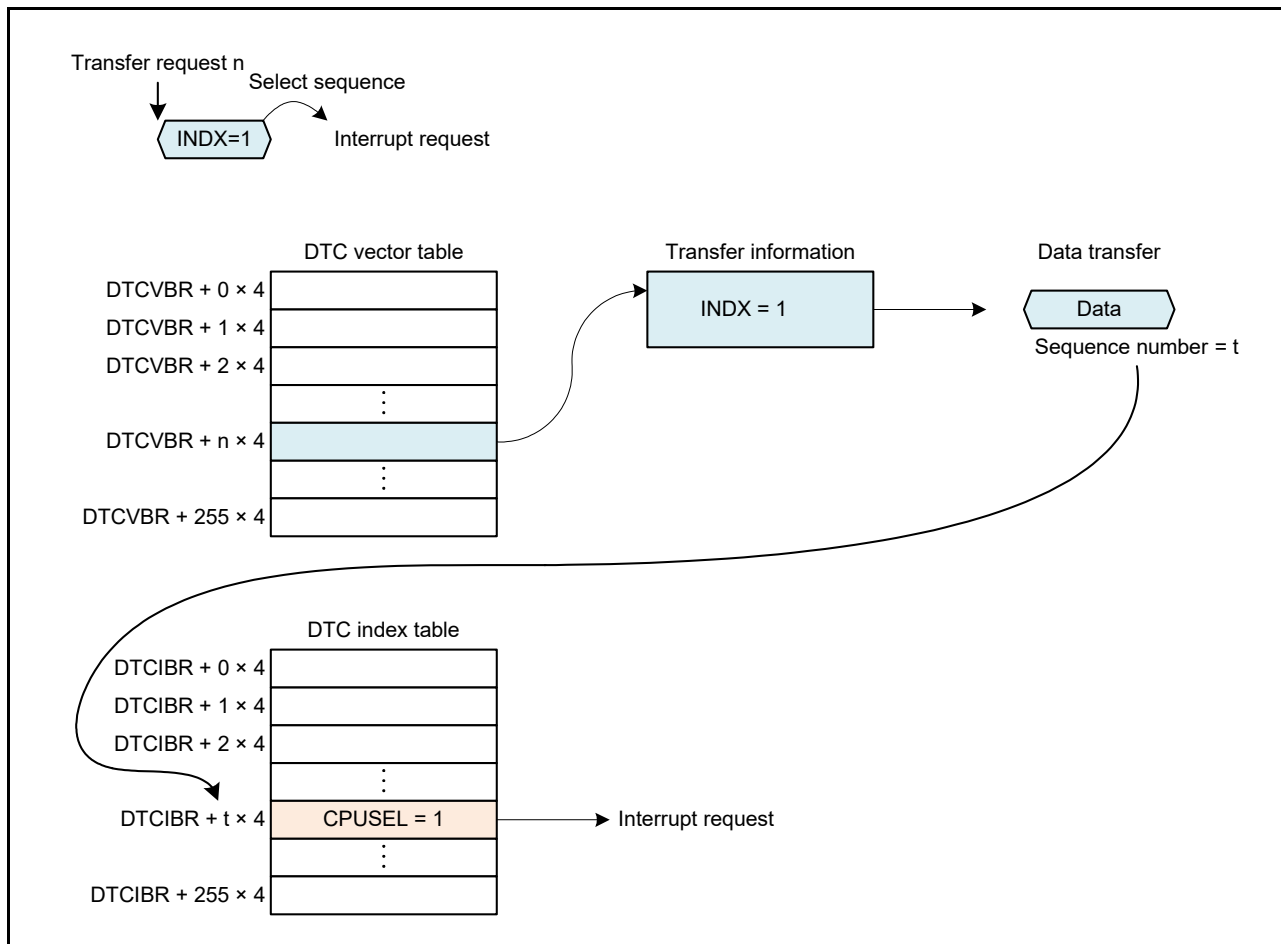 Transfer request n
Select sequence
INDX=1
Interrupt request
DTC vector table
Transfer information
Data transfer
DTCVBR + 0 × 4
DTCVBR + 1 × 4
DTCVBR + 2 × 4
⋮
DTCVBR + n × 4
⋮
DTCVBR + 255 × 4
INDX = 1
Data
Sequence number = t
DTC index table
DTCIBR + 0 × 4
DTCIBR + 1 × 4
DTCIBR + 2 × 4
⋮
DTCIBR + t × 4
CPUSEL = 1
Interrupt request
⋮
DTCIBR + 255 × 4